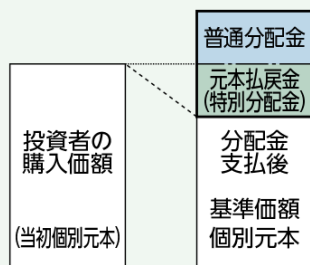 普通分配金
元本払戻金
(特別分配金)
投資者の
購入価額
(当初個別元本)
分配金
支払後
基準価額
個別元本